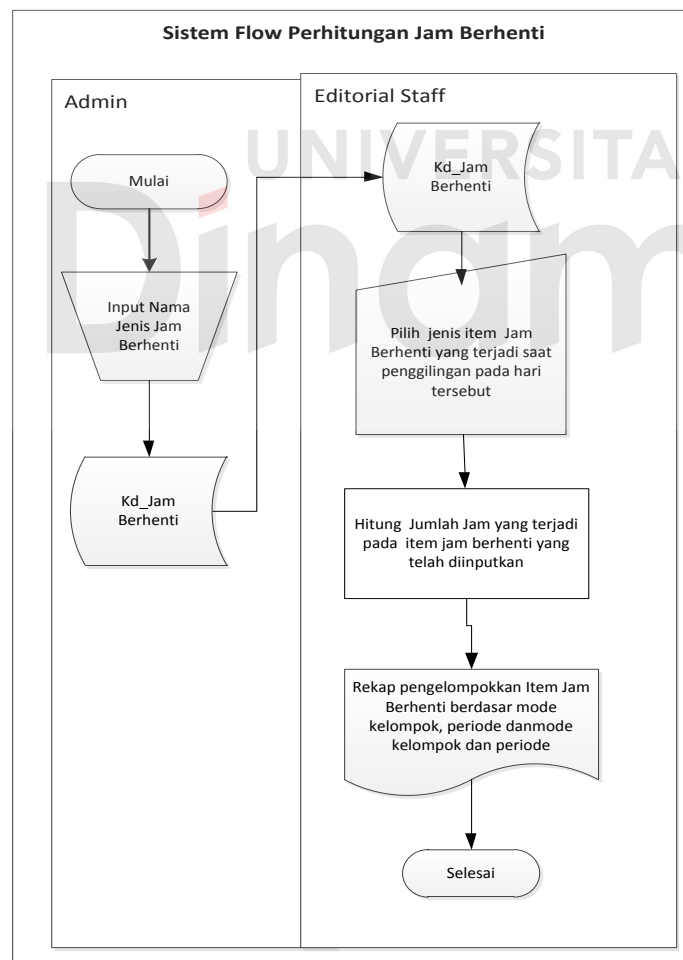 Sistem Flow Perhitungan Jam Berhenti
Admin
Mulai
Input Nama
Jenis Jam
Berhenti
Kd_Jam
Berhenti
Editorial Staff
Kd_Jam
Berhenti
Pilih jenis item Jam
Berhenti yang terjadi saat
penggilingan pada hari
tersebut
Hitung Jumlah Jam yang terjadi
pada item jam berhenti yang
telah diinputkan
Rekap pengelompokkan Item Jam
Berhenti berdasar mode
kelompok, periode danmode
kelompok dan periode
Selesai
UNIVERSITA
Dinam